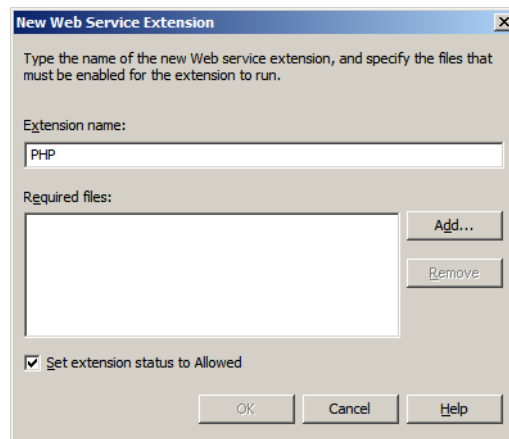 New Web Service Extension
Type the name of the new Web service extension, and specify the files that
must be enabled for the extension to run.
Extension name:
PHP
Required files:
Add...
Remove
Set extension status to Allowed
OK Cancel Help